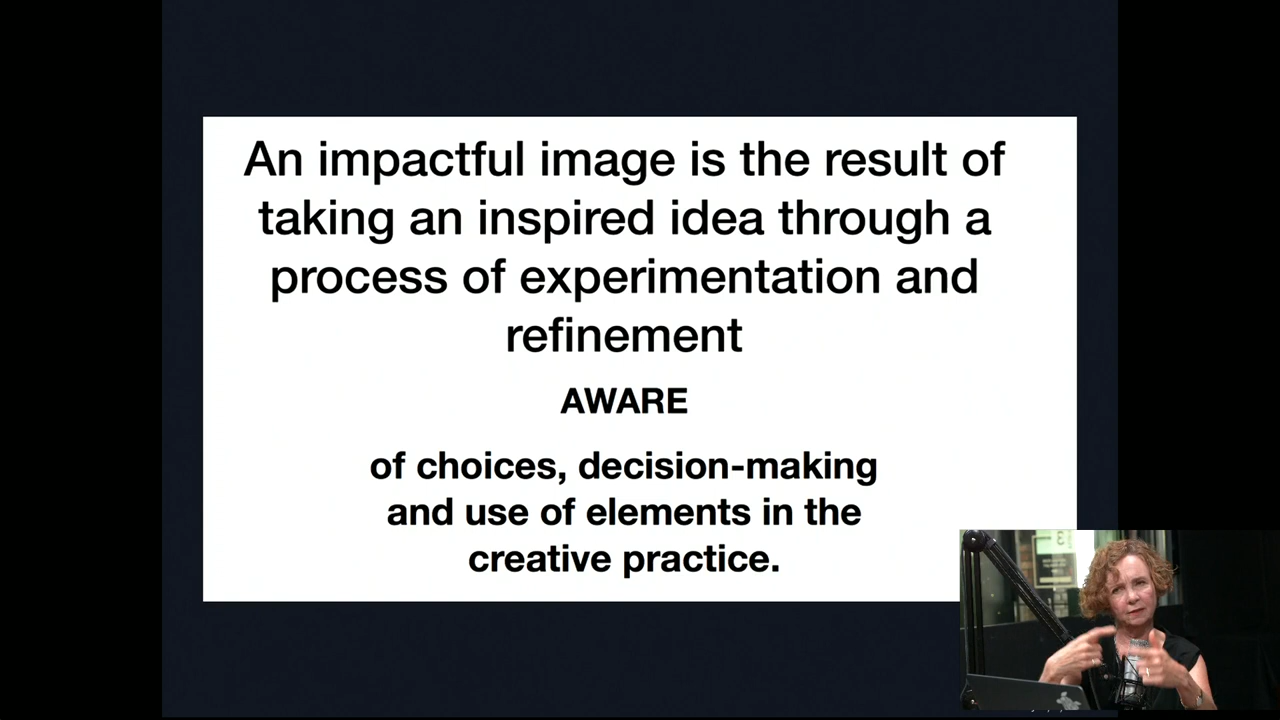 An impactful image is the result of
taking an inspired idea through a
process of experimentation and
refinement
AWARE
of choices, decision-making
and use of elements in the
creative practice.